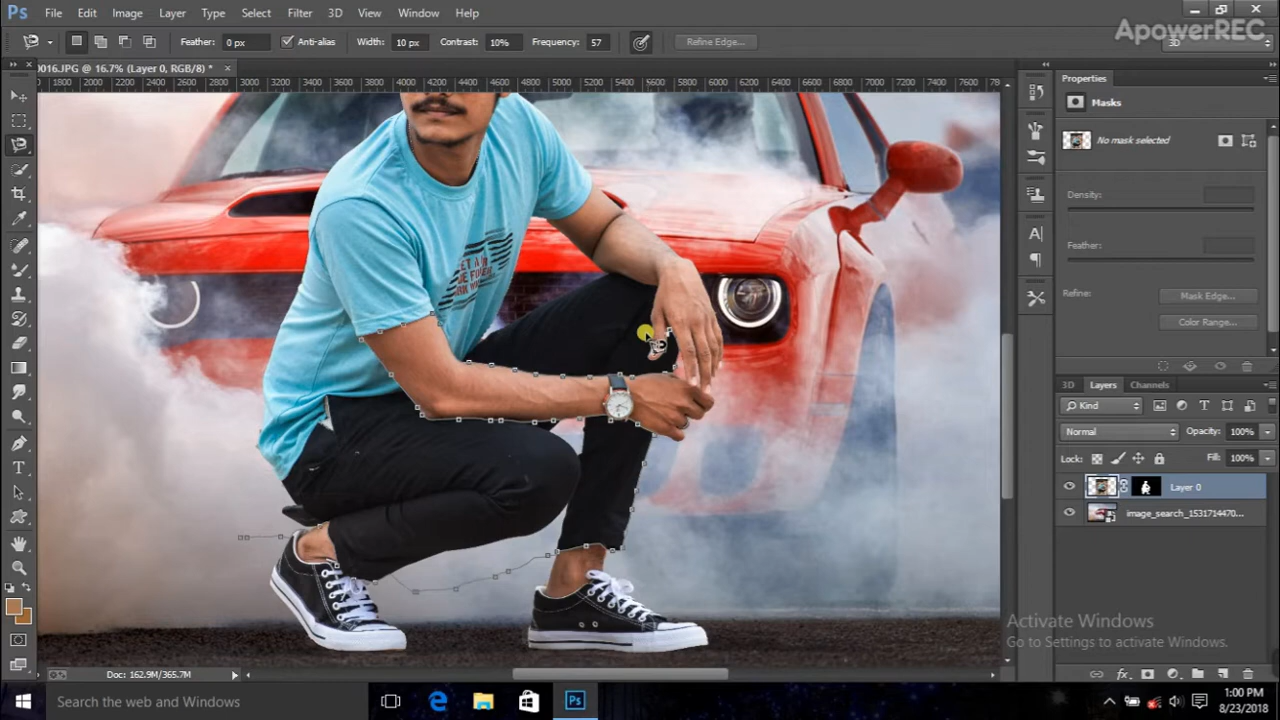 Ps File Edit Image Layer Type Select Filter 3D View Window Help
ApowerREC
Feather: 0 px Anti-alias Width: 10 px Contrast: 10% Frequency: 57 Refine Edge... 3D
0016.JPG @ 16.7% (Layer 0, RGB/8) * ×
1800 2000 2200 2400 2600 2800 3000 3200 3400 3600 3800 4000 4200 4400 4600 4800 5000 5200 5400 5600 5800 6000 6200 6400 6600 6800 7000 7200 7400 7600 78
Properties
Masks
No mask selected
Density:
Feather:
Refine: Mask Edge...
Color Range...
3D Layers Channels
Kind
Normal Opacity: 100%
Lock: Fill: 100%
Layer 0
image_search_1531714470...
Activate Windows
Go to Settings to activate Windows.
Doc: 162.9M/365.7M
Search the web and Windows
Ps
1:00 PM
8/23/2018